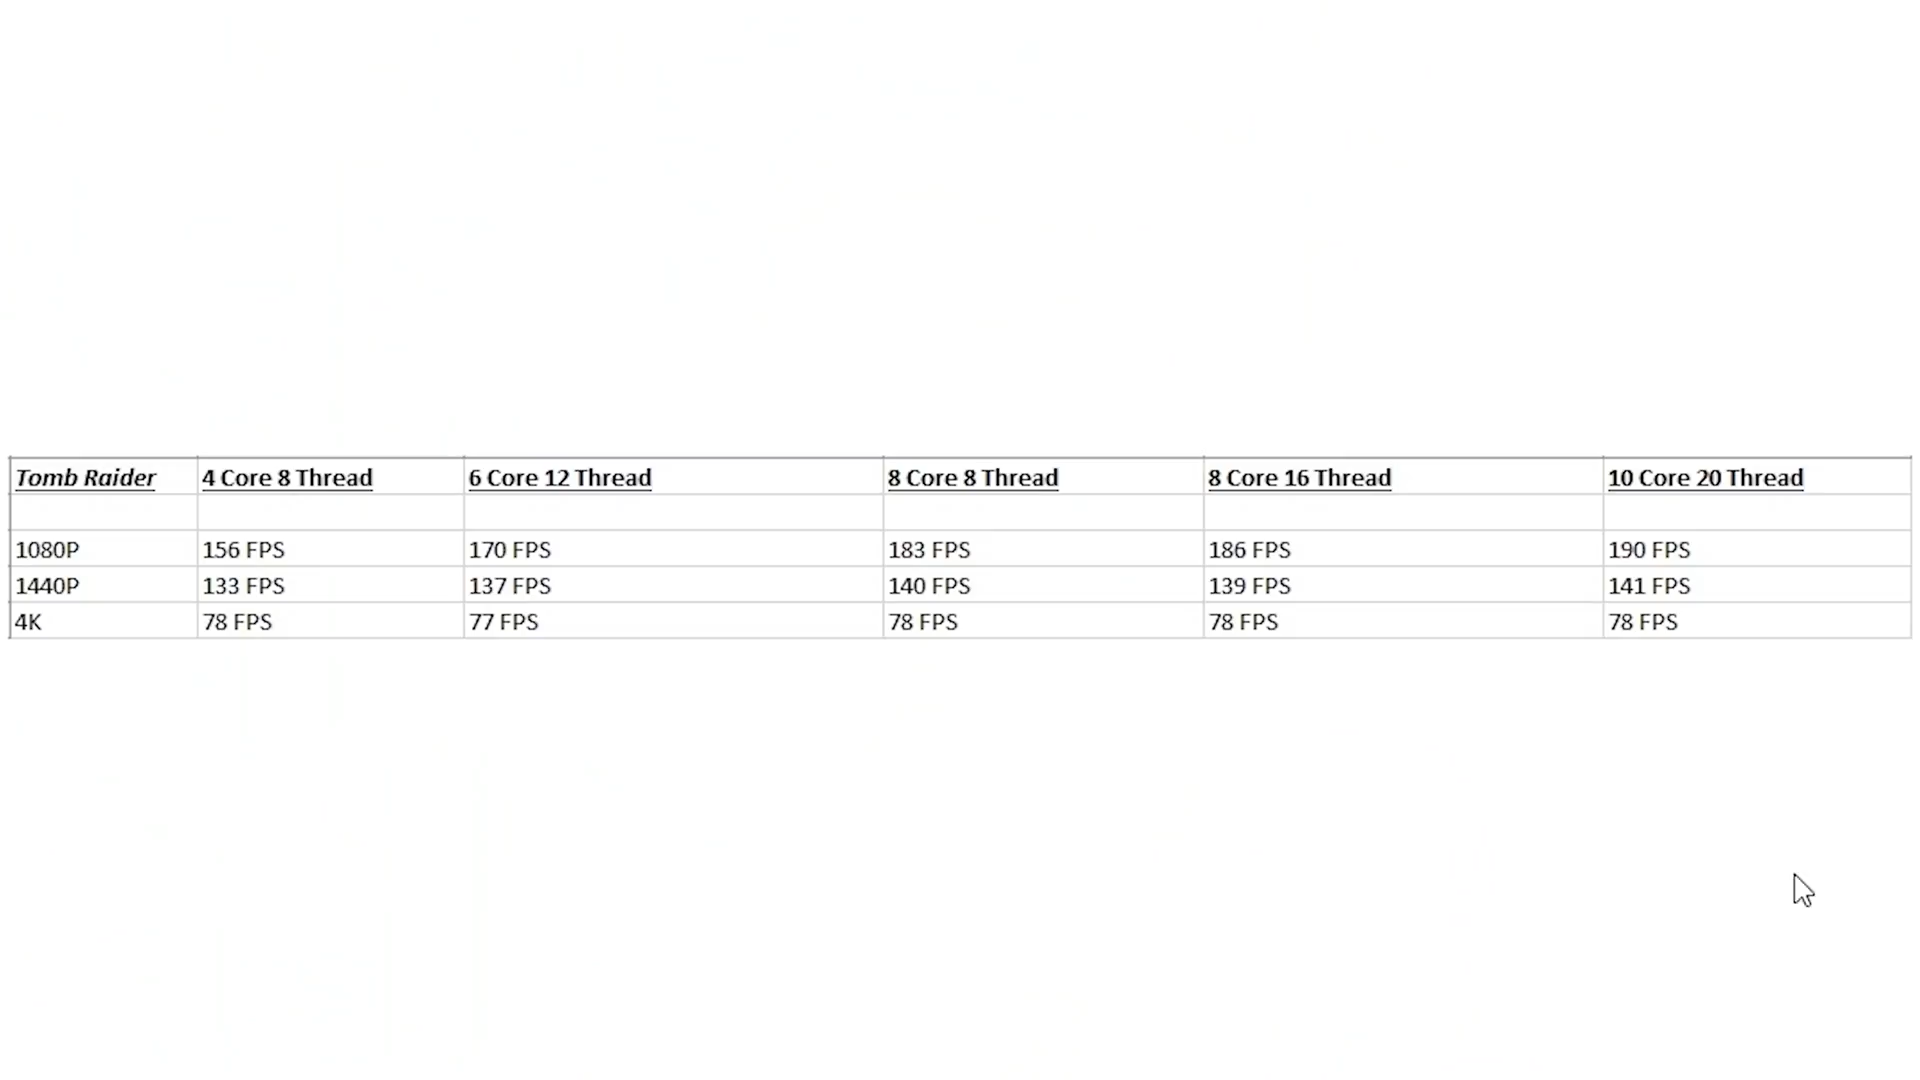 Tomb Raider 4 Core 8 Thread 6 Core 12 Thread 8 Core 8 Thread 8 Core 16 Thread 10 Core 20 Thread
1080P 156 FPS 170 FPS 183 FPS 186 FPS 190 FPS
1440P 133 FPS 137 FPS 140 FPS 139 FPS 141 FPS
4K 78 FPS 77 FPS 78 FPS 78 FPS 78 FPS